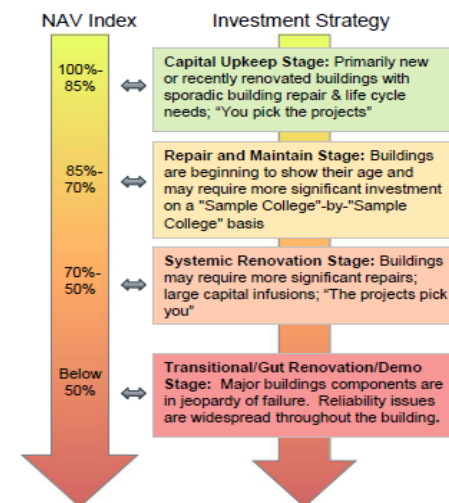 NAV Index
Investment Strategy
100%-
85%
Capital Upkeep Stage: Primarily new
or recently renovated buildings with
sporadic building repair & life cycle
needs; “You pick the projects”
85%-
70%
Repair and Maintain Stage: Buildings
are beginning to show their age and
may require more significant investment
on a "Sample College"-by-"Sample
College" basis
70%-
50%
Systemic Renovation Stage: Buildings
may require more significant repairs;
large capital infusions; “The projects pick
you”
Below
50%
Transitional/Gut Renovation/Demo
Stage: Major buildings components are
in jeopardy of failure. Reliability issues
are widespread throughout the building.